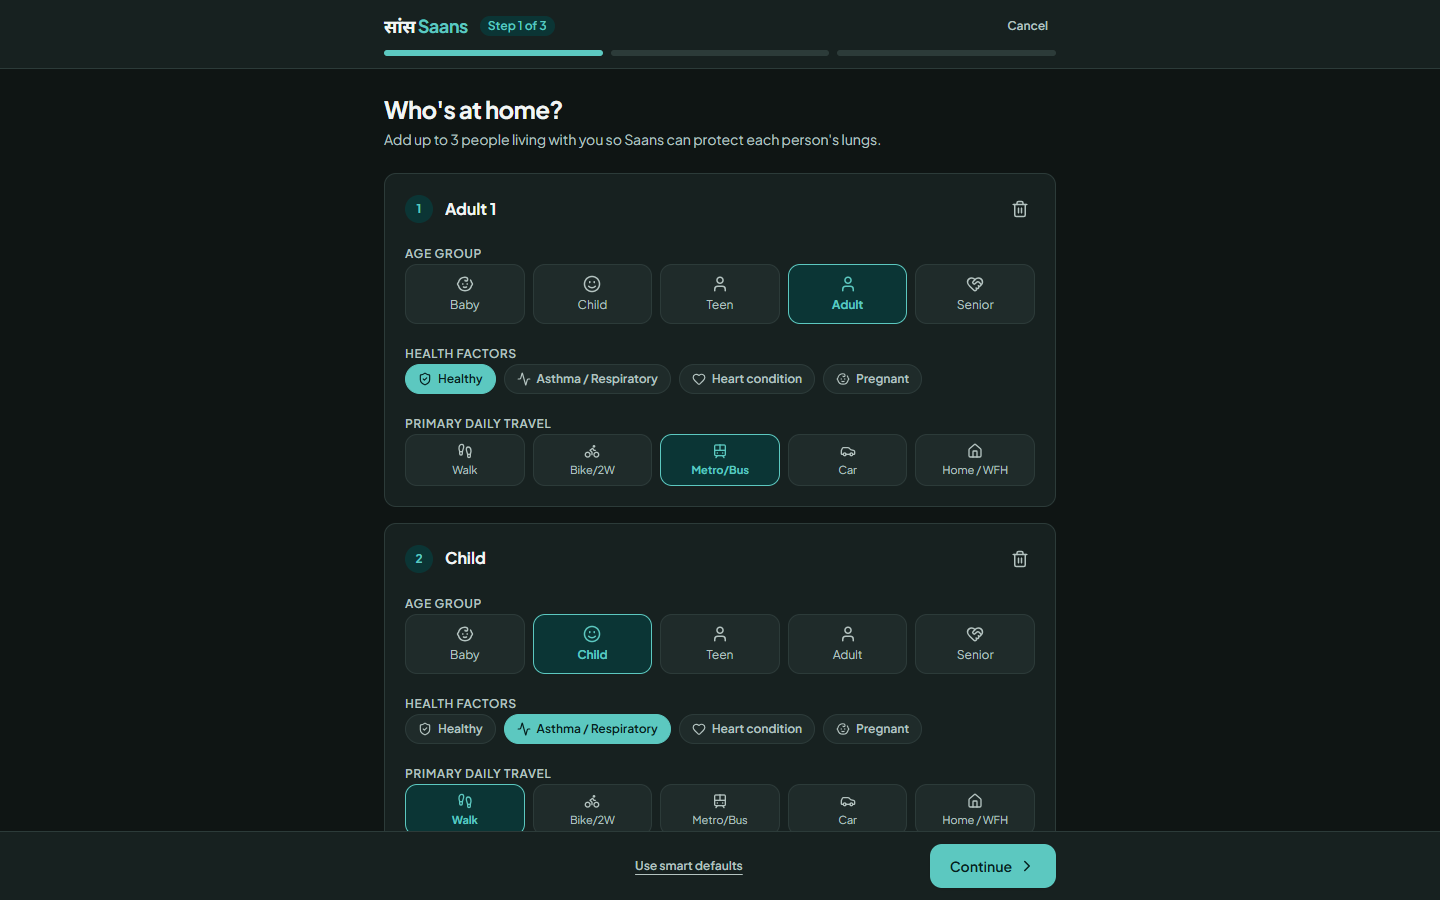 सांस Saans Step 1 of 3 Cancel
Who's at home?
Add up to 3 people living with you so Saans can protect each person's lungs.
1 Adult 1
AGE GROUP
Baby Child Teen Adult Senior
HEALTH FACTORS
Healthy Asthma / Respiratory Heart condition Pregnant
PRIMARY DAILY TRAVEL
Walk Bike/2W Metro/Bus Car Home / WFH
2 Child
AGE GROUP
Baby Child Teen Adult Senior
HEALTH FACTORS
Healthy Asthma / Respiratory Heart condition Pregnant
PRIMARY DAILY TRAVEL
Walk Bike/2W Metro/Bus Car Home / WFH
Use smart defaults Continue